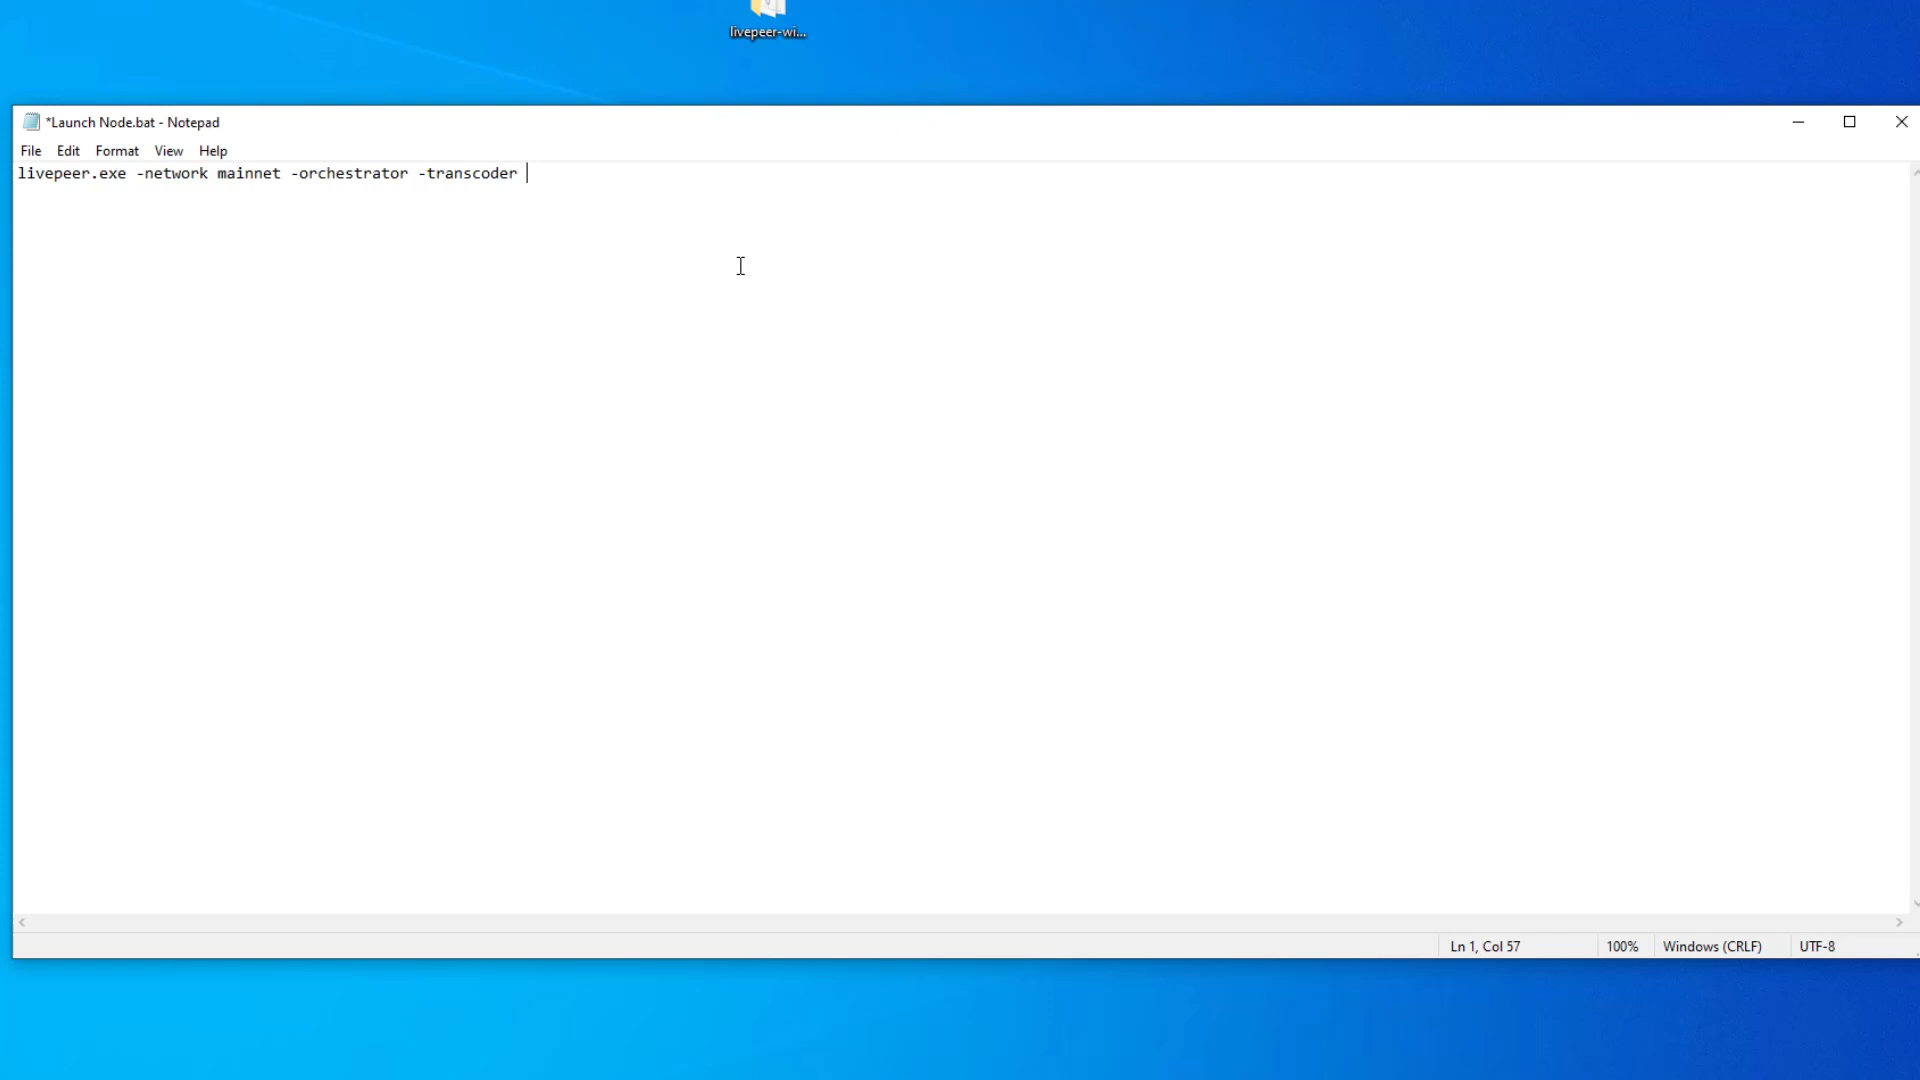 livepeer-wi...
*Launch Node.bat - Notepad
File Edit Format View Help
livepeer.exe -network mainnet -orchestrator -transcoder
Ln 1, Col 57 100% Windows (CRLF) UTF-8